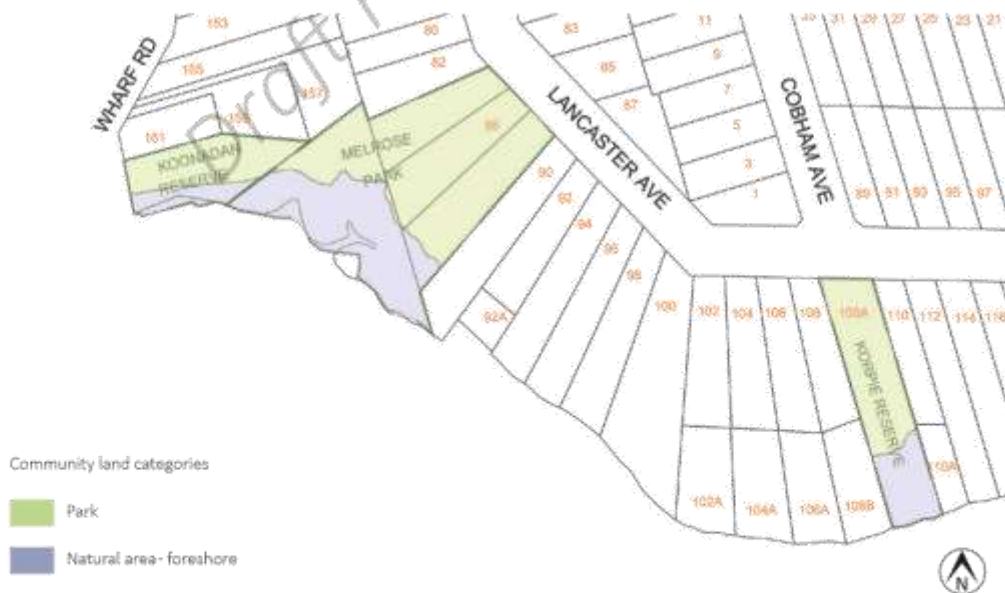 Draft
WHARF RD
LANCASTER AVE
COBHAM AVE
KOONADAN
RESERVE
MELROSE
PARK
KORPIE RESERVE
153
155
157
159
161
80
82
86
83
85
87
11
9
7
5
3
1
33 31 29 27 25 23 21
89 91 93 95 97
90
92
92A
94
96
98
100
102 104 106 108 108A 110 112 114 116
102A 104A 106A 108B 110A
Community land categories
Park
Natural area- foreshore
N